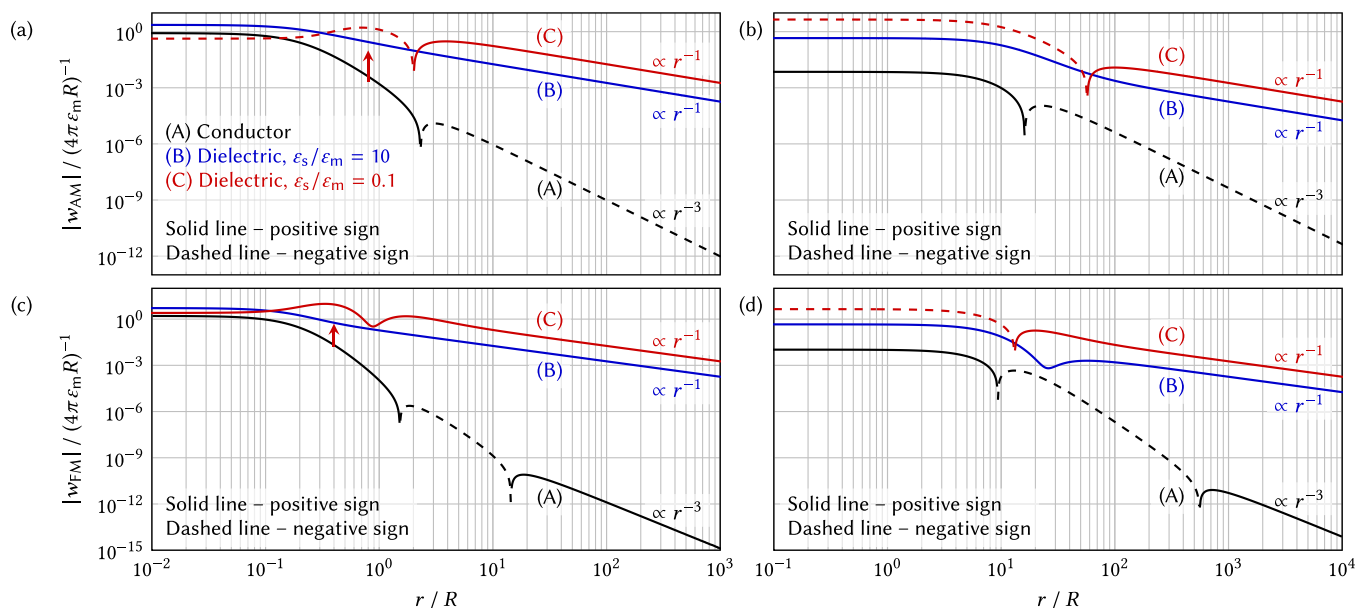 (a)
|w_AM| / (4π ε_m R)^−1
10^0
10^−3
10^−6
10^−9
10^−12
(A) Conductor
(B) Dielectric, ε_s/ε_m = 10
(C) Dielectric, ε_s/ε_m = 0.1
Solid line – positive sign
Dashed line – negative sign
(C)
∝ r^−1
(B)
∝ r^−1
(A)
∝ r^−3
(b)
(C)
∝ r^−1
(B)
∝ r^−1
(A)
∝ r^−3
Solid line – positive sign
Dashed line – negative sign
(c)
|w_FM| / (4π ε_m R)^−1
10^0
10^−3
10^−6
10^−9
10^−12
10^−15
(C)
∝ r^−1
(B)
∝ r^−1
(A)
∝ r^−3
Solid line – positive sign
Dashed line – negative sign
10^−2 10^−1 10^0 10^1 10^2 10^3
r / R
(d)
(C)
∝ r^−1
(B)
∝ r^−1
(A)
∝ r^−3
Solid line – positive sign
Dashed line – negative sign
10^−1 10^0 10^1 10^2 10^3 10^4
r / R